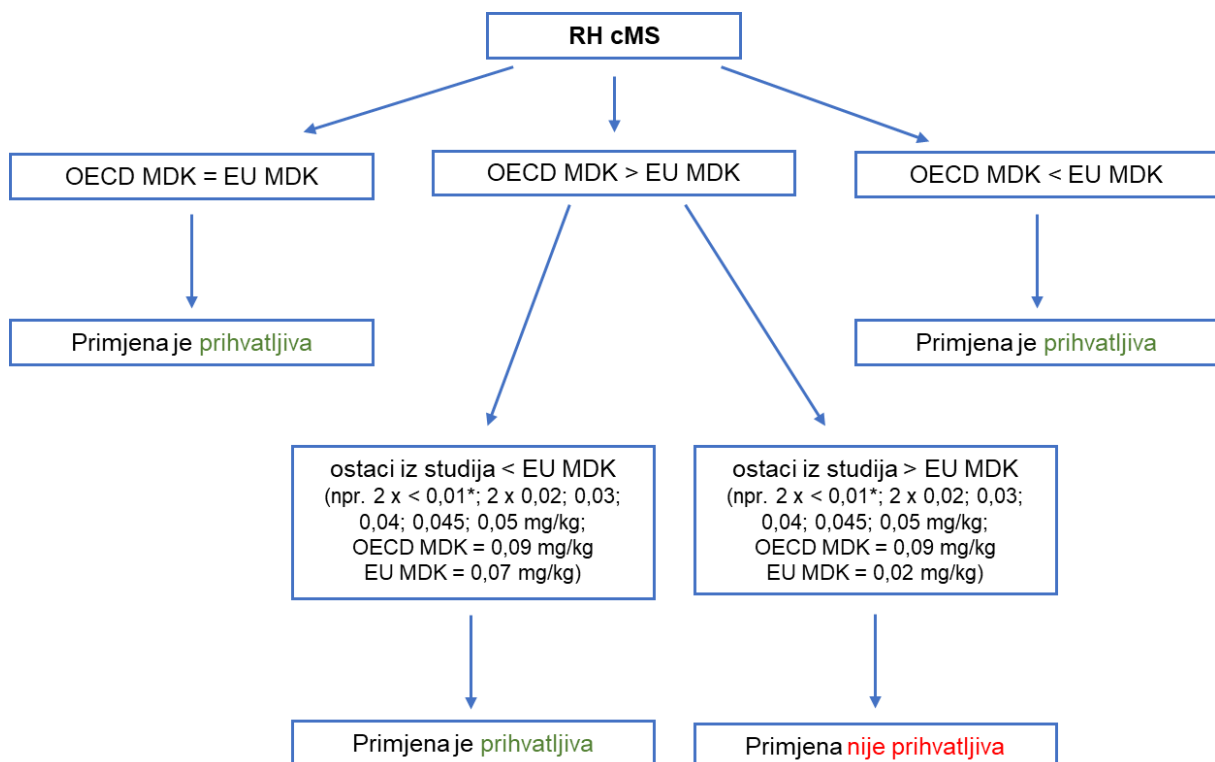 RH cMS
OECD MDK = EU MDK
OECD MDK > EU MDK
OECD MDK < EU MDK
Primjena je prihvatljiva
Primjena je prihvatljiva
ostaci iz studija < EU MDK
(npr. 2 x < 0,01*; 2 x 0,02; 0,03;
0,04; 0,045; 0,05 mg/kg;
OECD MDK = 0,09 mg/kg
EU MDK = 0,07 mg/kg)
ostaci iz studija > EU MDK
(npr. 2 x < 0,01*; 2 x 0,02; 0,03;
0,04; 0,045; 0,05 mg/kg;
OECD MDK = 0,09 mg/kg
EU MDK = 0,02 mg/kg)
Primjena je prihvatljiva
Primjena nije prihvatljiva